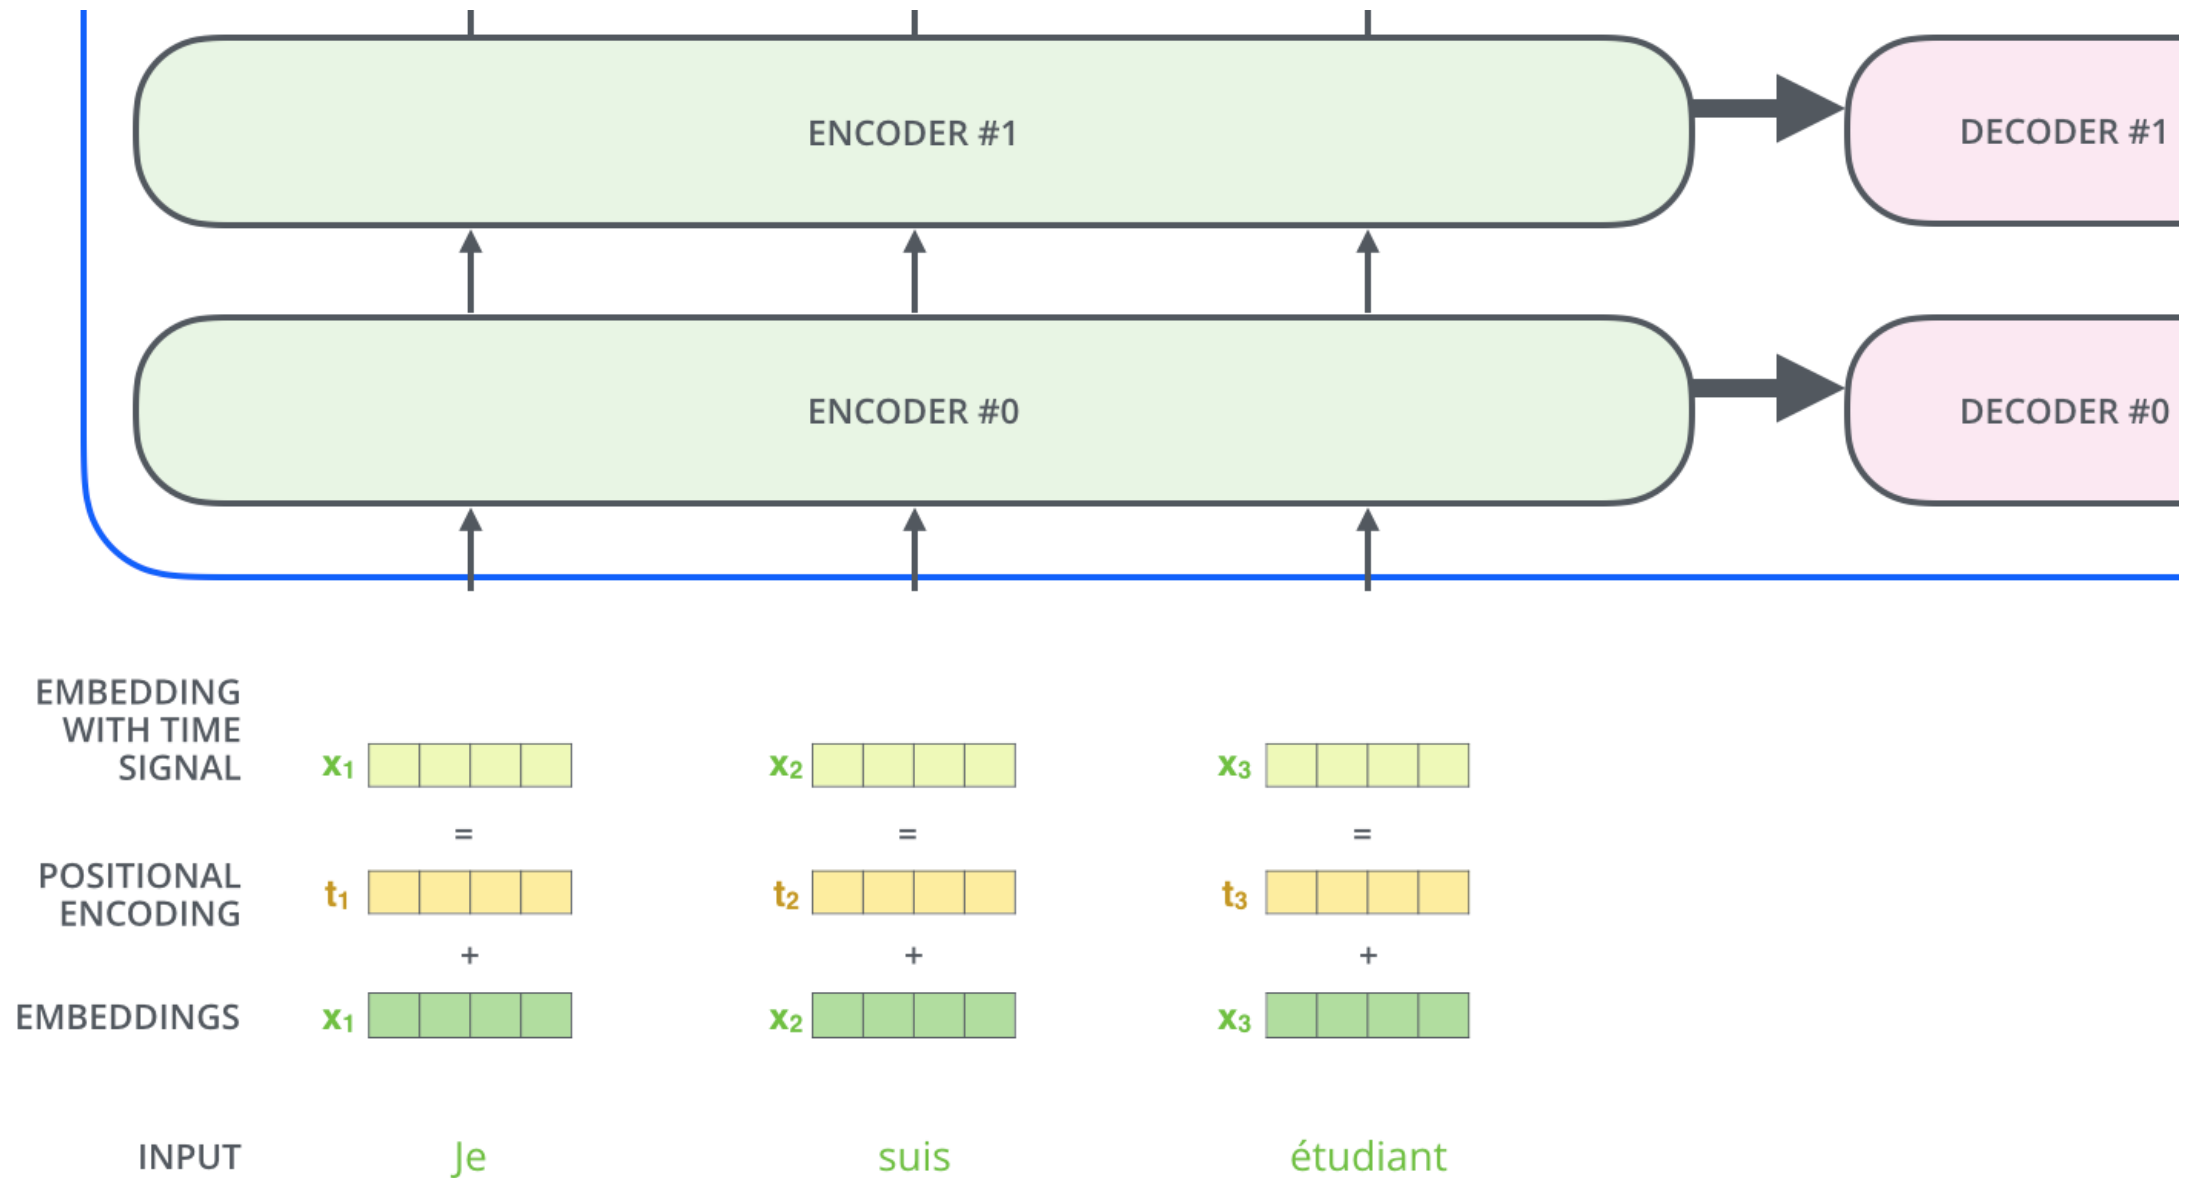 ENCODER #1
DECODER #1
ENCODER #0
DECODER #0
EMBEDDING
WITH TIME
SIGNAL
x1
x2
x3
=
=
=
POSITIONAL
ENCODING
t1
t2
t3
+
+
+
EMBEDDINGS
x1
x2
x3
INPUT
Je
suis
étudiant